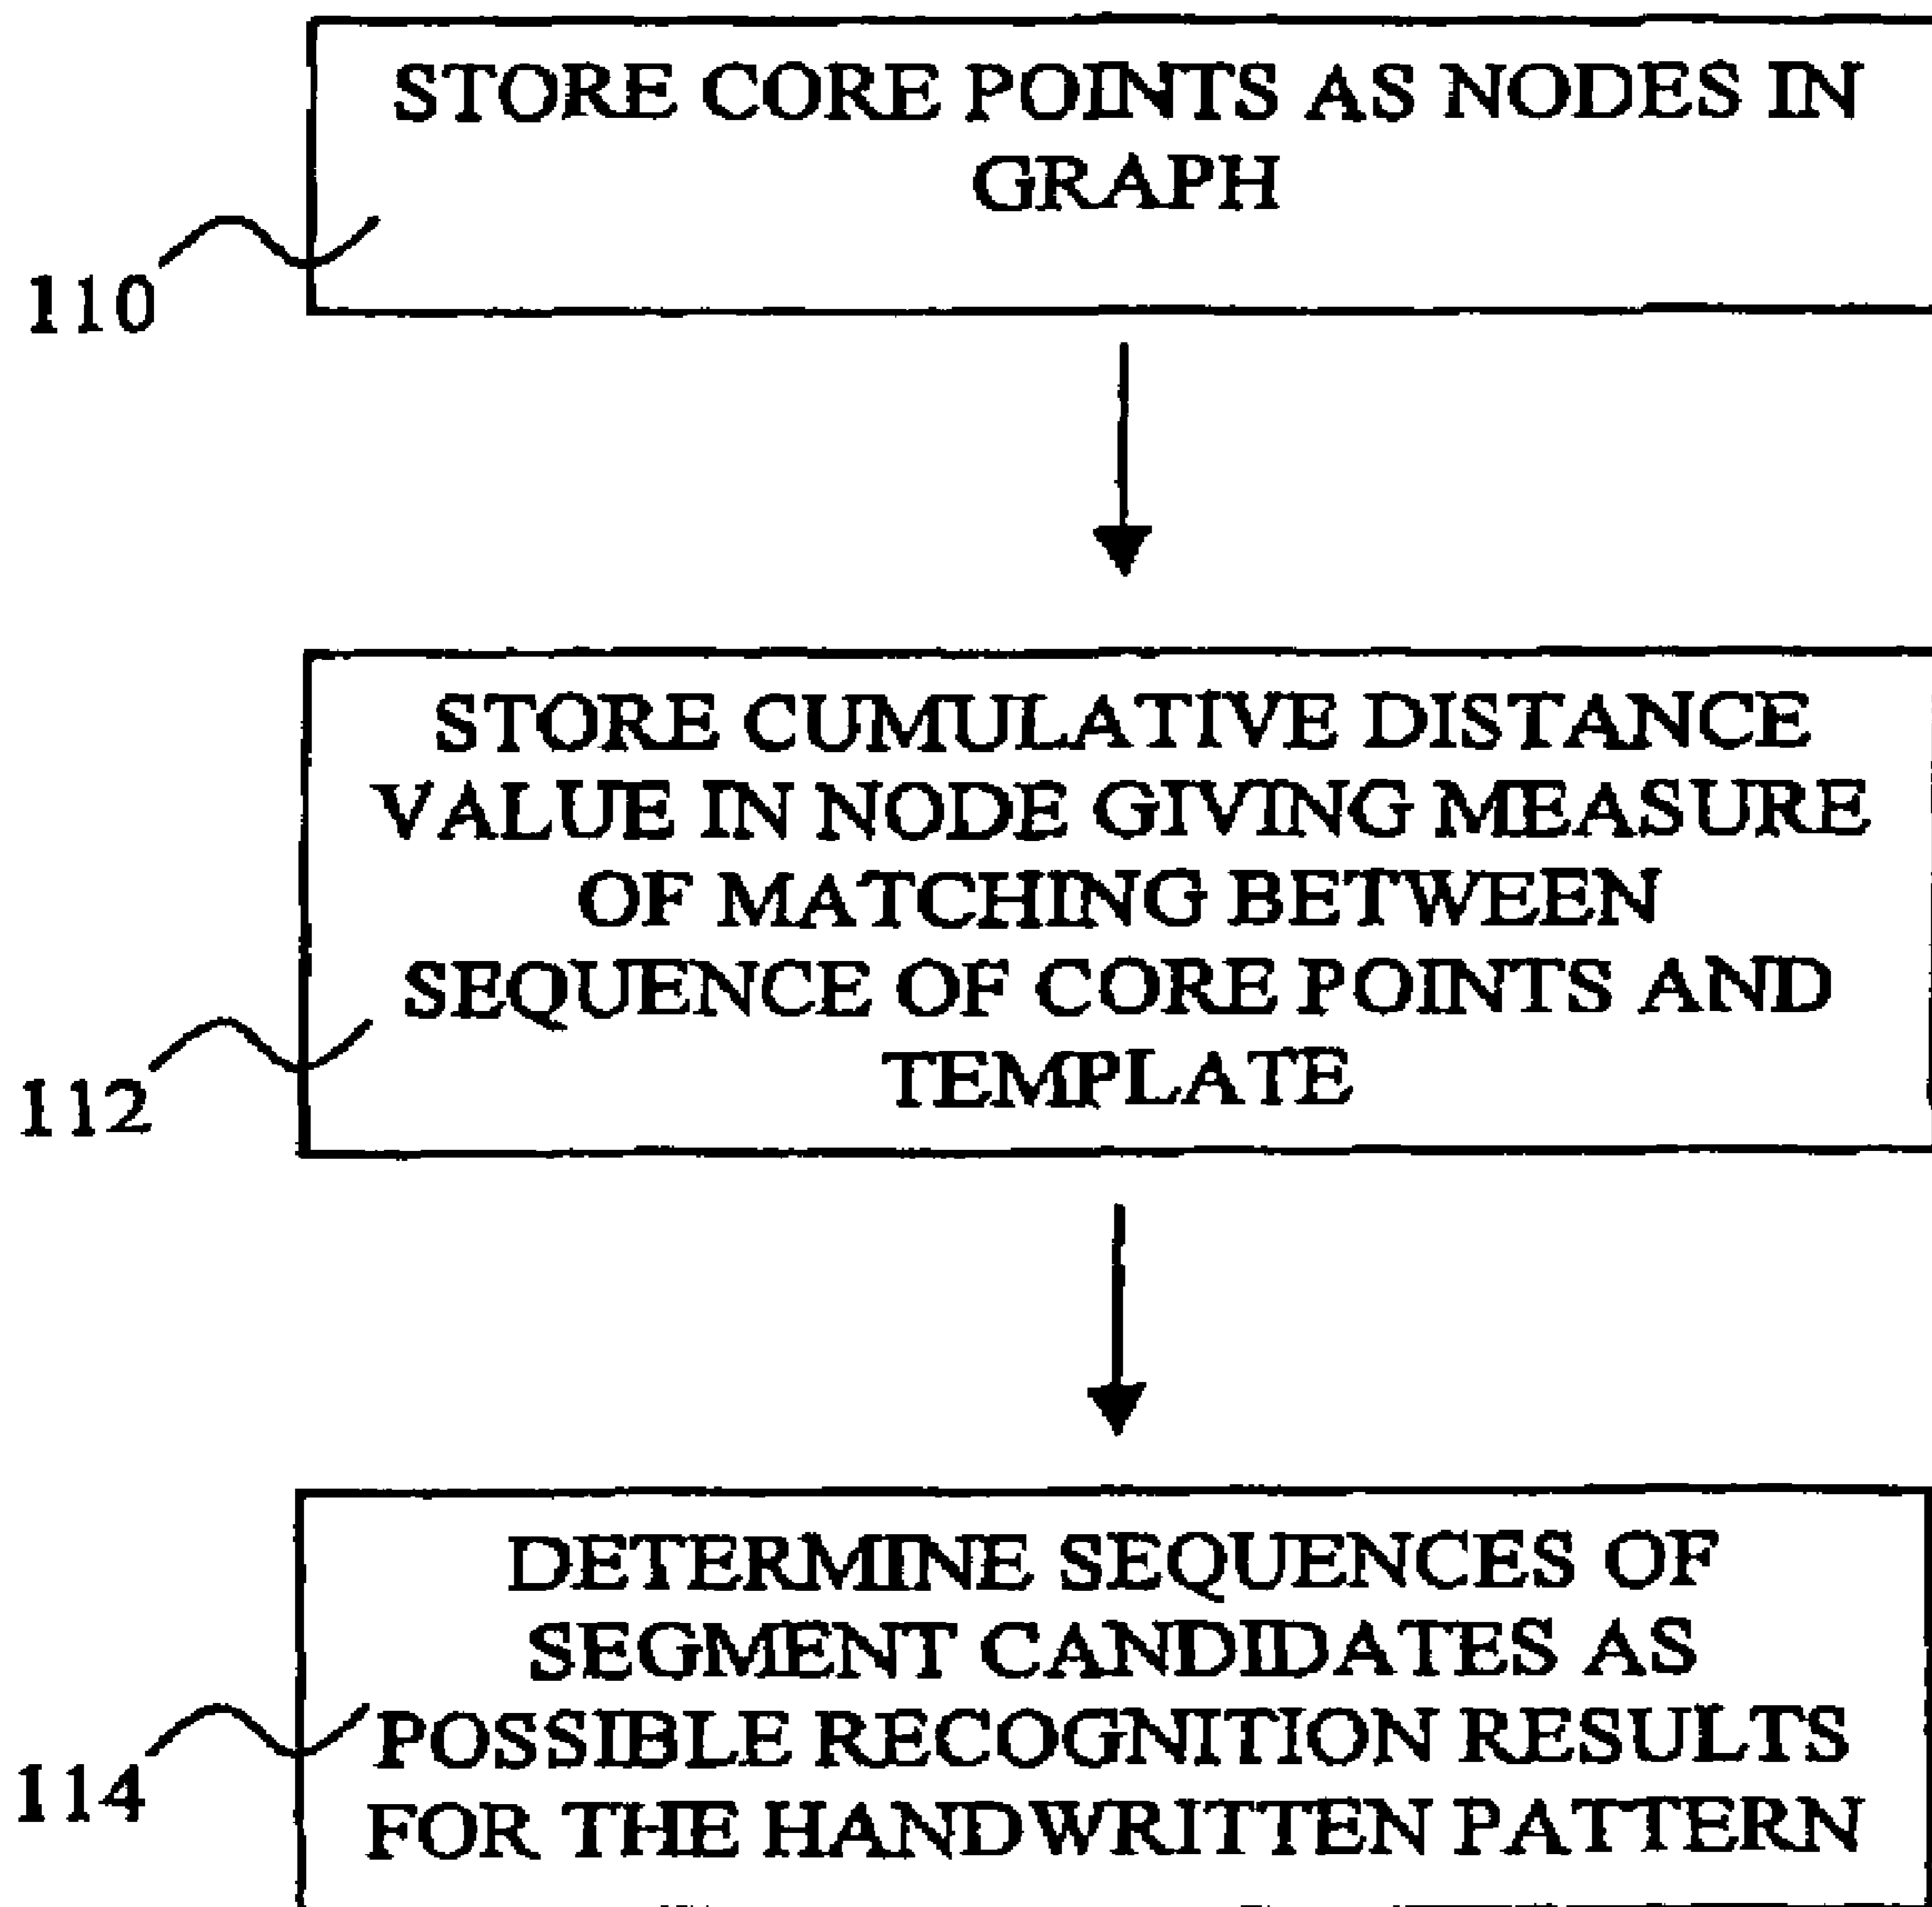 STORE CORE POINTS AS NODES IN
GRAPH
110
STORE CUMULATIVE DISTANCE
VALUE IN NODE GIVING MEASURE
OF MATCHING BETWEEN
SEQUENCE OF CORE POINTS AND
TEMPLATE
112
DETERMINE SEQUENCES OF
SEGMENT CANDIDATES AS
POSSIBLE RECOGNITION RESULTS
FOR THE HANDWRITTEN PATTERN
114